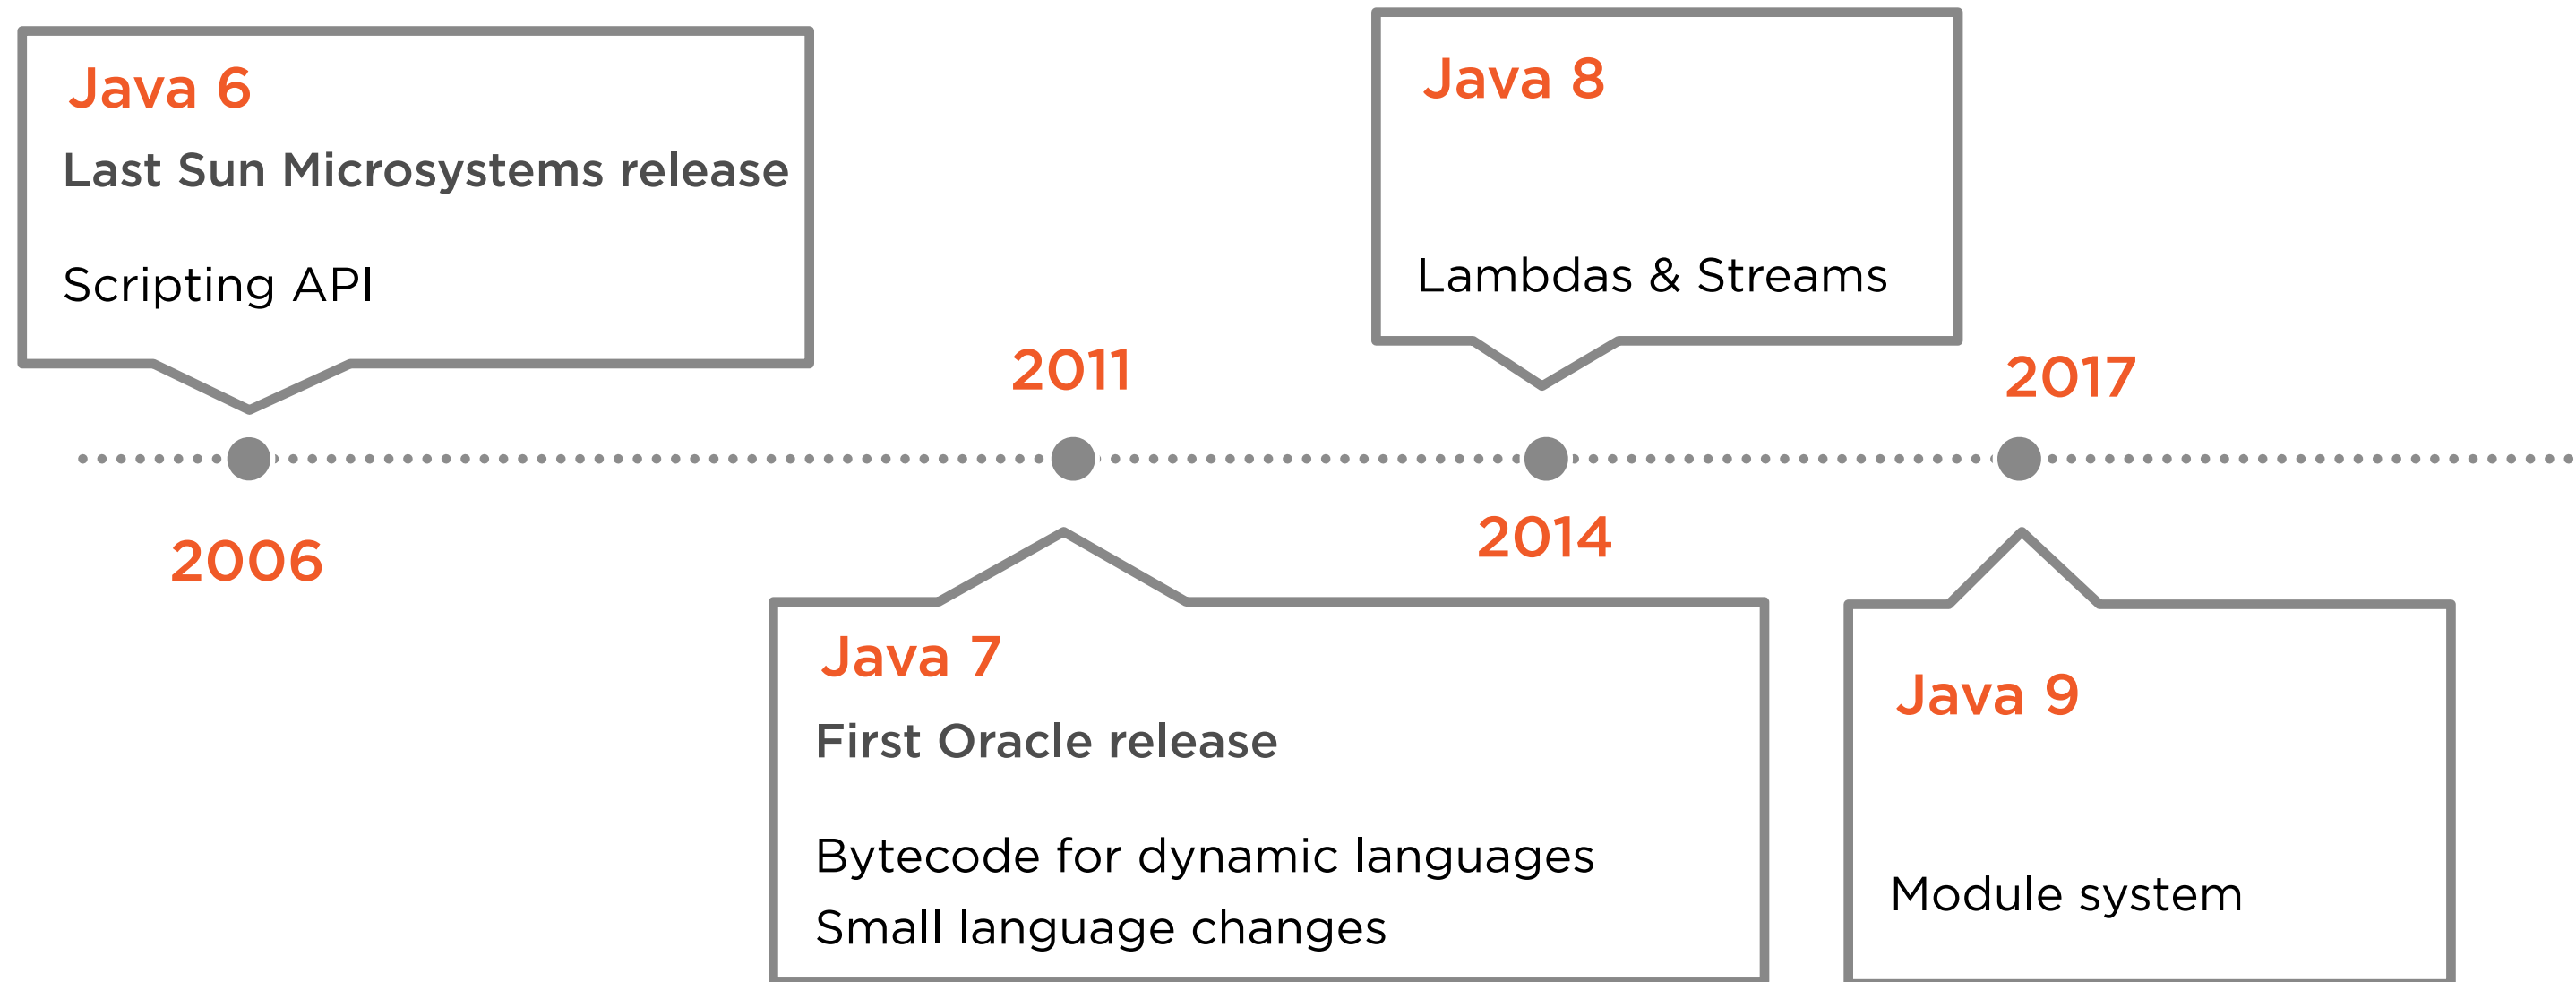 Java 6
Last Sun Microsystems release
Scripting API
2006
2011
Java 7
First Oracle release
Bytecode for dynamic languages
Small language changes
Java 8
Lambdas & Streams
2014
2017
Java 9
Module system